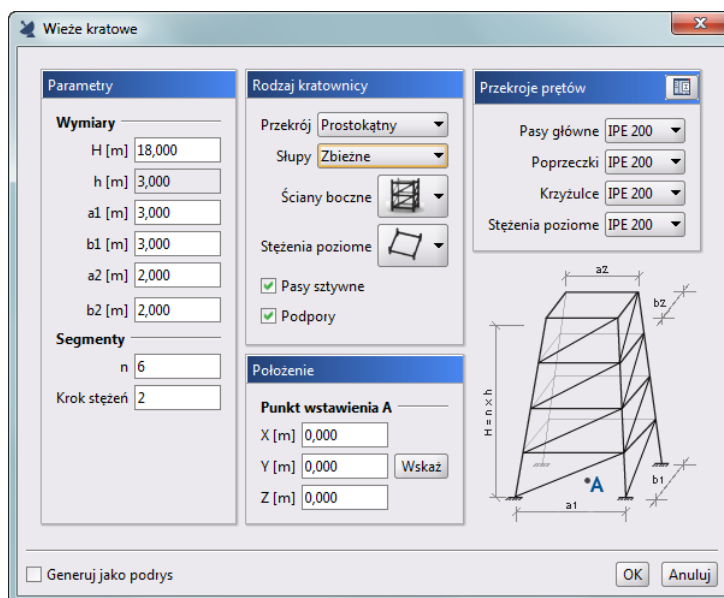 Wieże kratowe
Parametry
Wymiary
H [m] 18,000
h [m] 3,000
a1 [m] 3,000
b1 [m] 3,000
a2 [m] 2,000
b2 [m] 2,000
Segmenty
n 6
Krok stężeń 2
Rodzaj kratownicy
Przekrój Prostokątny
Słupy Zbieżne
Ściany boczne
Stężenia poziome
Pasy sztywne
Podpory
Położenie
Punkt wstawienia A
X [m] 0,000
Y [m] 0,000 Wskaż
Z [m] 0,000
Przekroje prętów
Pasy główne IPE 200
Poprzeczki IPE 200
Krzyżulce IPE 200
Stężenia poziome IPE 200
a2
b2
H = n x h
A
b1
a1
Generuj jako podrys
OK Anuluj